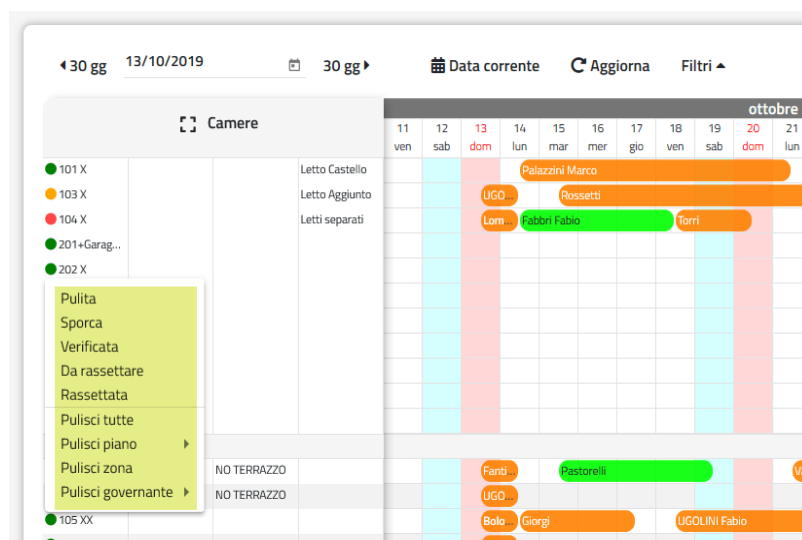 30 gg 13/10/2019 30 gg Data corrente Aggiorna Filtri
Camere
ottobre
11 12 13 14 15 16 17 18 19 20 21
ven sab dom lun mar mer gio ven sab dom lun
101 X Letto Castello Palazzini Marco
103 X Letto Aggiunto UGO... Rossetti
104 X Letti separati Lom... Fabbri Fabio Torri
201+Garag...
202 X
Pulita
Sporca
Verificata
Da rassettare
Rassettata
Pulisci tutte
Pulisci piano
Pulisci zona
Pulisci governante
NO TERRAZZO Fanti... Pastorelli
NO TERRAZZO UGO...
105 XX Bolo... Giorgi UGOLINI Fabio